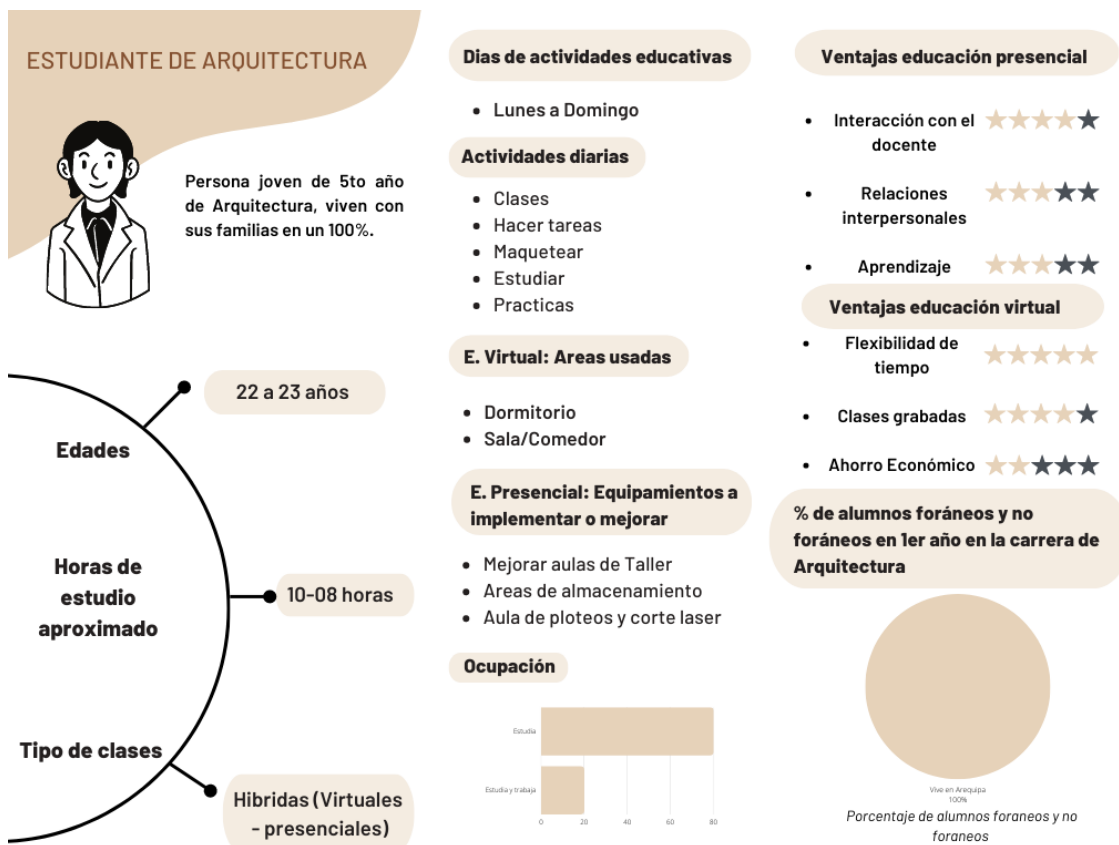 ESTUDIANTE DE ARQUITECTURA
Persona joven de 5to año
de Arquitectura, viven con
sus familias en un 100%.
22 a 23 años
Edades
Horas de
estudio
aproximado
10-08 horas
Tipo de clases
Hibridas (Virtuales
- presenciales)
Dias de actividades educativas
• Lunes a Domingo
Actividades diarias
• Clases
• Hacer tareas
• Maquetear
• Estudiar
• Practicas
E. Virtual: Areas usadas
• Dormitorio
• Sala/Comedor
E. Presencial: Equipamientos a
implementar o mejorar
• Mejorar aulas de Taller
• Areas de almacenamiento
• Aula de ploteos y corte laser
Ocupación
Estudia
Estudia y trabaja
0 20 40 60 80
Ventajas educación presencial
• Interacción con el
docente
• Relaciones
interpersonales
• Aprendizaje
Ventajas educación virtual
• Flexibilidad de
tiempo
• Clases grabadas
• Ahorro Económico
% de alumnos foráneos y no
foráneos en 1er año en la carrera de
Arquitectura
Vive en Arequipa
100%
Porcentaje de alumnos foraneos y no
foraneos